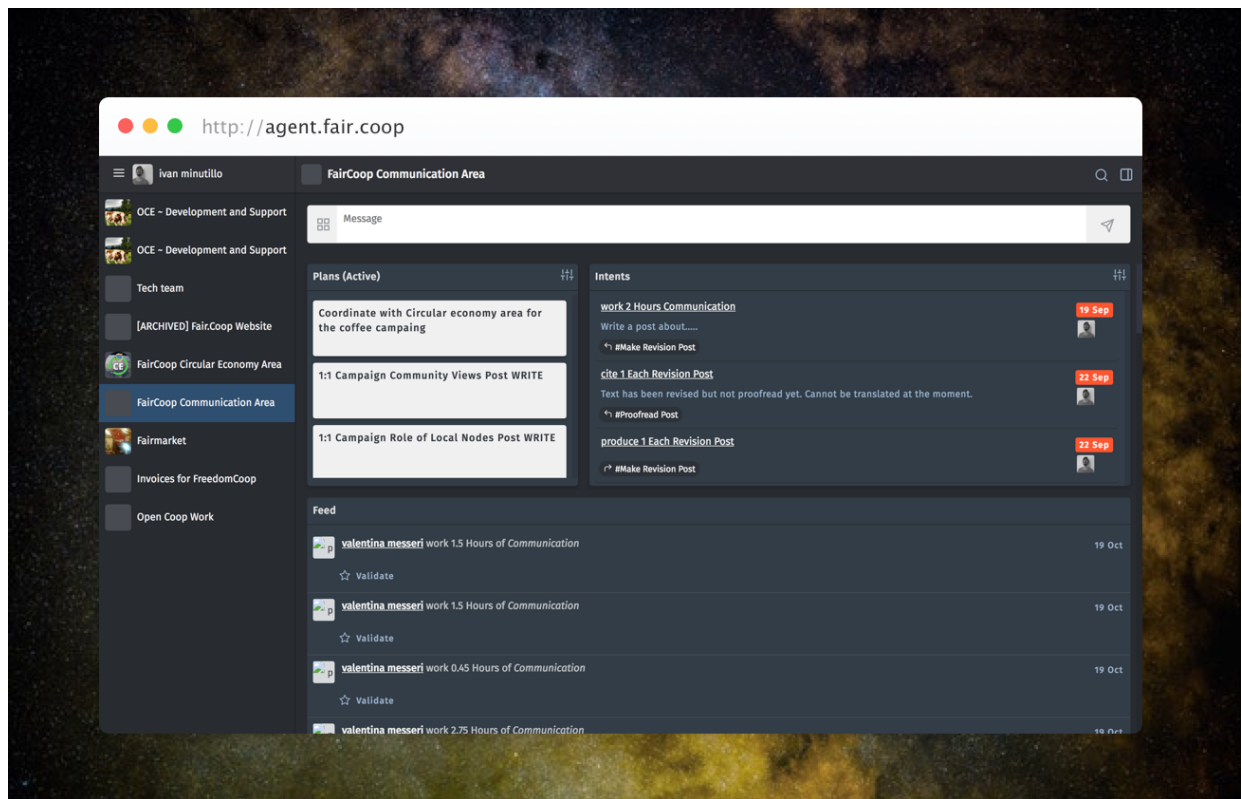 http://agent.fair.coop
ivan minutillo
FairCoop Communication Area
OCE ~ Development and Support
OCE ~ Development and Support
Tech team
[ARCHIVED] Fair.Coop Website
CE
FairCoop Circular Economy Area
FairCoop Communication Area
Fairmarket
Invoices for FreedomCoop
Open Coop Work
Message
Plans (Active)
Coordinate with Circular economy area for
the coffee campaing
1:1 Campaign Community Views Post WRITE
1:1 Campaign Role of Local Nodes Post WRITE
Intents
work 2 Hours Communication
19 Sep
Write a post about.....
#Make Revision Post
cite 1 Each Revision Post
22 Sep
Text has been revised but not proofread yet. Cannot be translated at the moment.
#Proofread Post
produce 1 Each Revision Post
22 Sep
#Make Revision Post
Feed
p
valentina messeri work 1.5 Hours of Communication
19 Oct
Validate
p
valentina messeri work 1.5 Hours of Communication
19 Oct
Validate
p
valentina messeri work 0.45 Hours of Communication
19 Oct
Validate
valentina messeri work 2.75 Hours of Communication
19 Oct